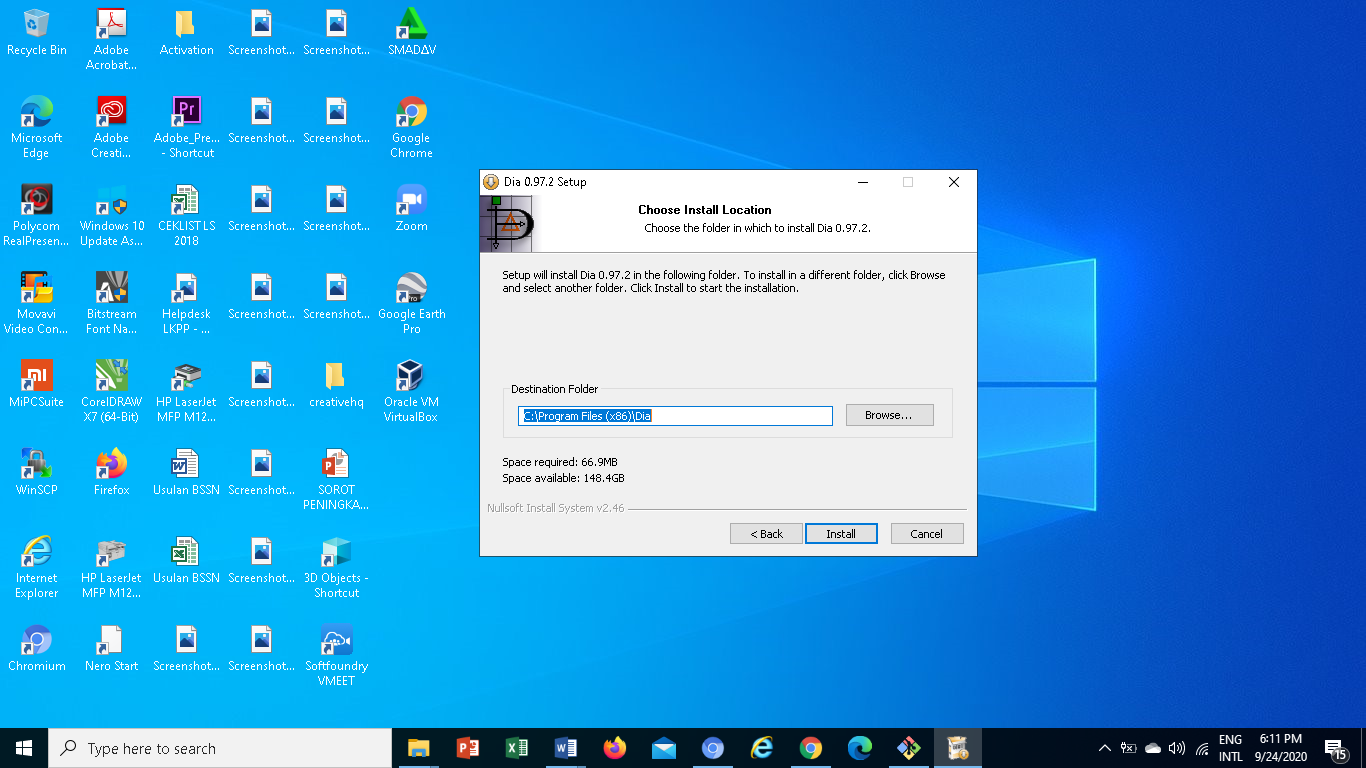 Recycle Bin
Adobe
Acrobat...
Activation
Screenshot...
Screenshot...
SMADΔV
Microsoft
Edge
Adobe
Creati...
Adobe_Pre...
- Shortcut
Screenshot...
Screenshot...
Google
Chrome
Polycom
RealPresen...
Windows 10
Update As...
CEKLIST LS
2018
Screenshot...
Screenshot...
Zoom
Movavi
Video Con...
Bitstream
Font Na...
Helpdesk
LKPP - ...
Screenshot...
Screenshot...
Google Earth
Pro
MiPCSuite
CorelDRAW
X7 (64-Bit)
HP LaserJet
MFP M12...
Screenshot...
creativehq
Oracle VM
VirtualBox
WinSCP
Firefox
Usulan BSSN
Screenshot...
SOROT
PENINGKA...
Internet
Explorer
HP LaserJet
MFP M12...
Usulan BSSN
Screenshot...
3D Objects -
Shortcut
Chromium
Nero Start
Screenshot...
Screenshot...
Softfoundry
VMEET
Dia 0.97.2 Setup
Choose Install Location
Choose the folder in which to install Dia 0.97.2.
Setup will install Dia 0.97.2 in the following folder. To install in a different folder, click Browse
and select another folder. Click Install to start the installation.
Destination Folder
C:\Program Files (x86)\Dia
Browse...
Space required: 66.9MB
Space available: 148.4GB
Nullsoft Install System v2.46
< Back
Install
Cancel
Type here to search
ENG
INTL
6:11 PM
9/24/2020
15